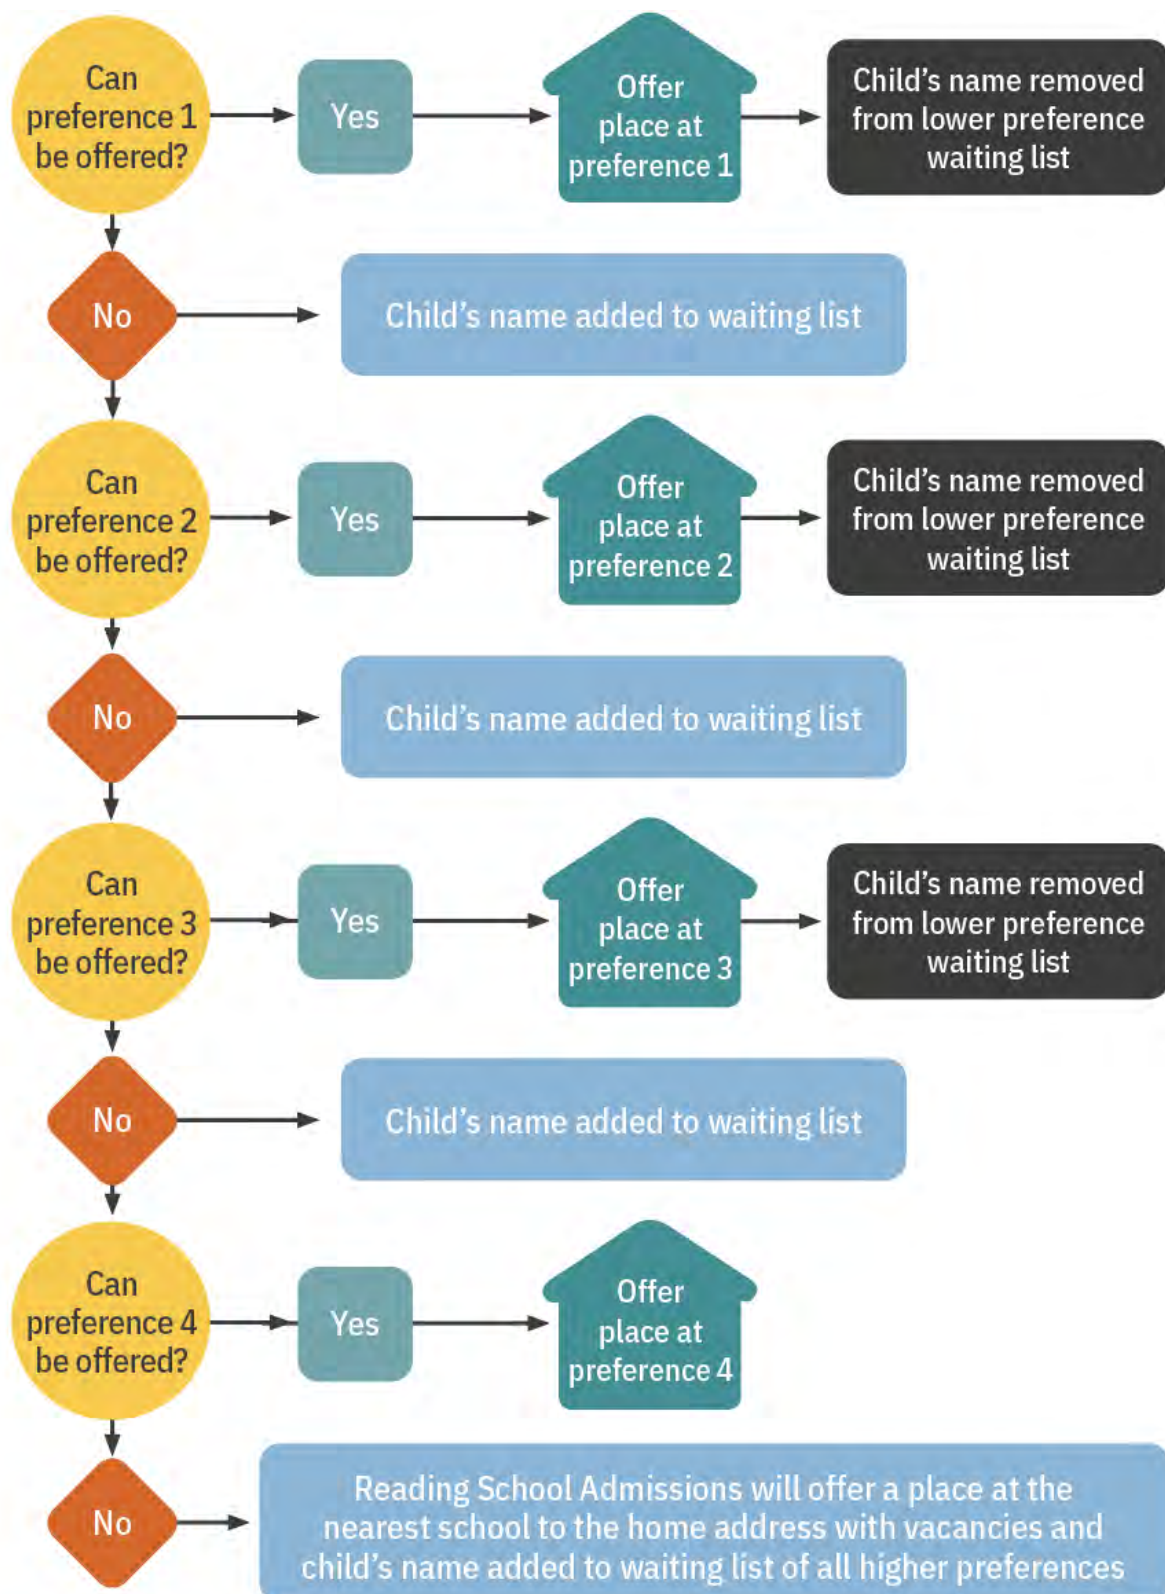 Can
preference 1
be offered?
Yes
Offer
place at
preference 1
Child's name removed
from lower preference
waiting list
No
Child's name added to waiting list
Can
preference 2
be offered?
Yes
Offer
place at
preference 2
Child's name removed
from lower preference
waiting list
No
Child's name added to waiting list
Can
preference 3
be offered?
Yes
Offer
place at
preference 3
Child's name removed
from lower preference
waiting list
No
Child's name added to waiting list
Can
preference 4
be offered?
Yes
Offer
place at
preference 4
No
Reading School Admissions will offer a place at the
nearest school to the home address with vacancies and
child's name added to waiting list of all higher preferences